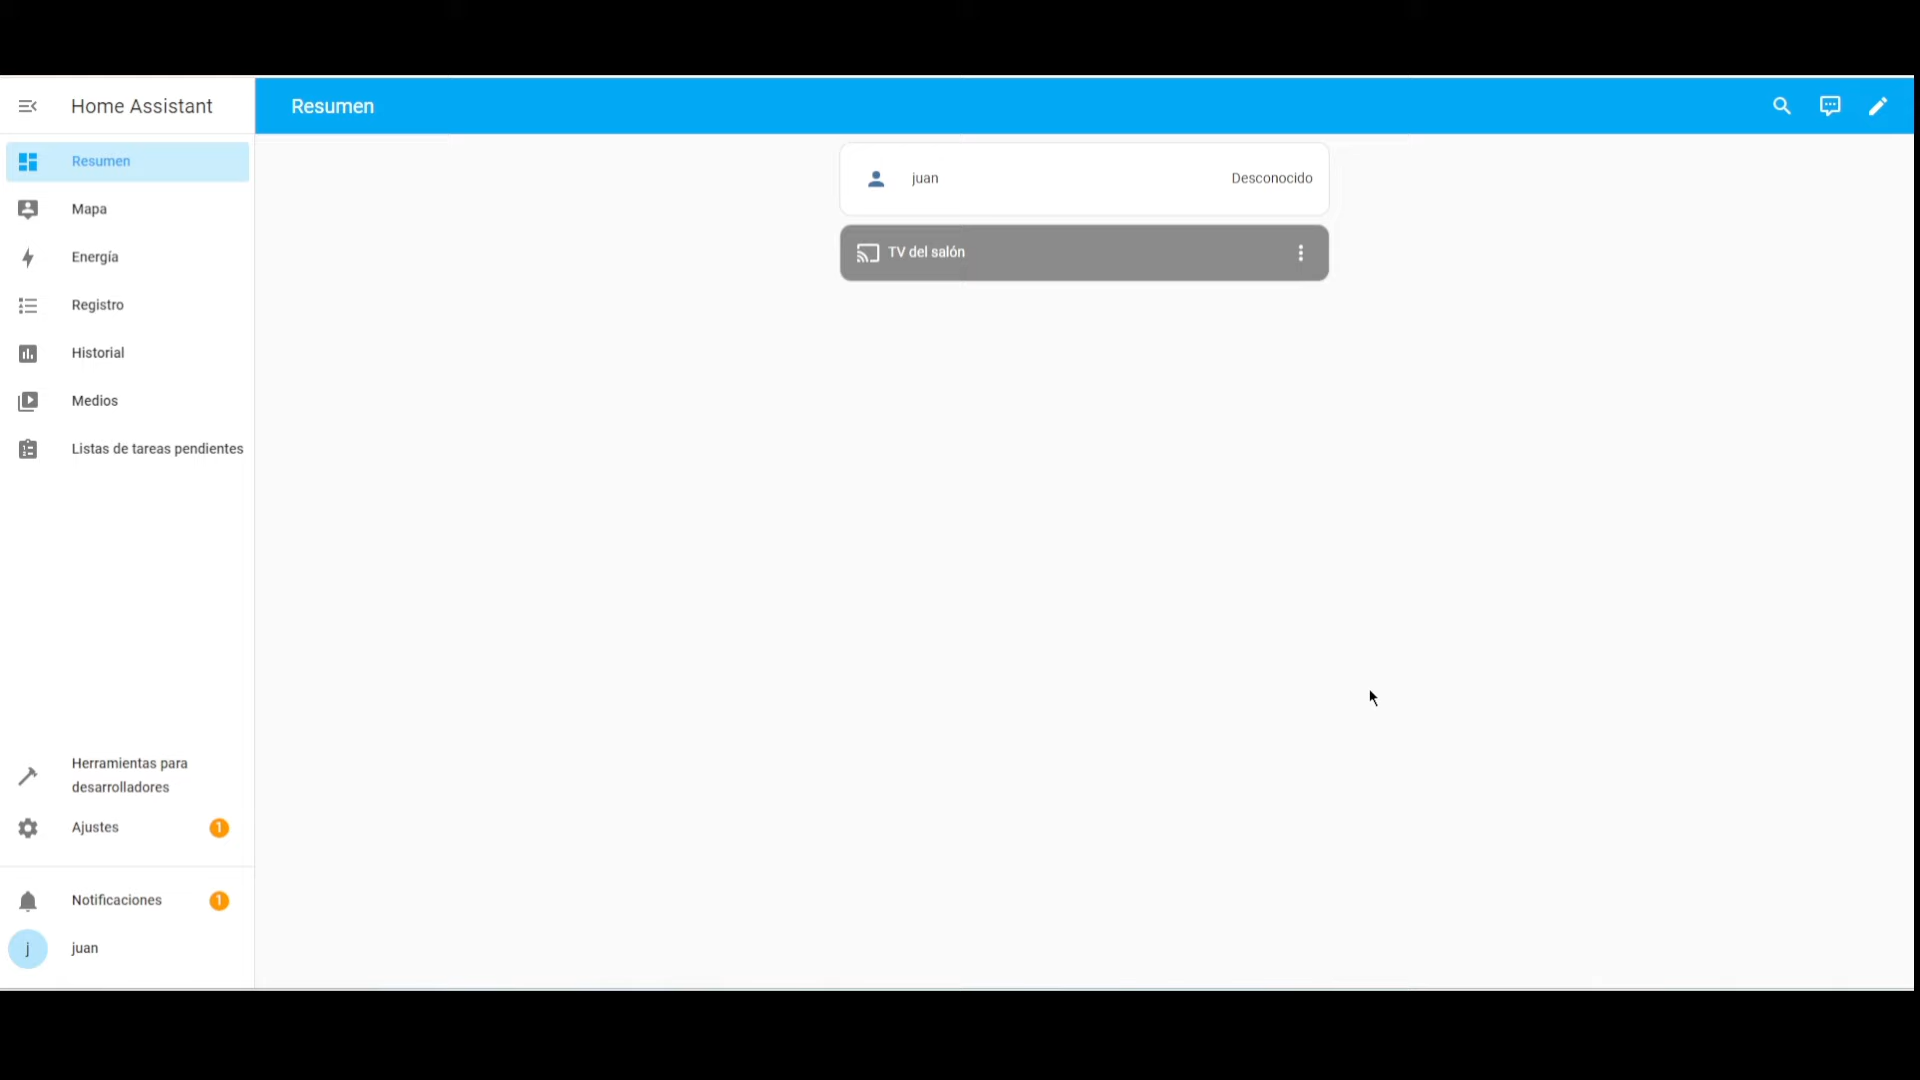 Home Assistant
Resumen
Resumen
Mapa
Energía
Registro
Historial
Medios
Listas de tareas pendientes
juan
Desconocido
TV del salón
Herramientas para
desarrolladores
Ajustes
1
Notificaciones
1
j
juan